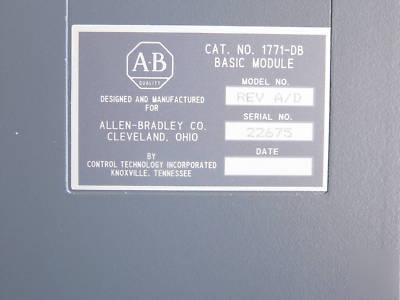 A-B
QUALITY
CAT. NO. 1771-DB
BASIC MODULE
MODEL NO.
REV A/D
DESIGNED AND MANUFACTURED
FOR
SERIAL NO.
22675
ALLEN-BRADLEY CO.
CLEVELAND, OHIO
DATE
BY
CONTROL TECHNOLOGY INCORPORATED
KNOXVILLE, TENNESSEE